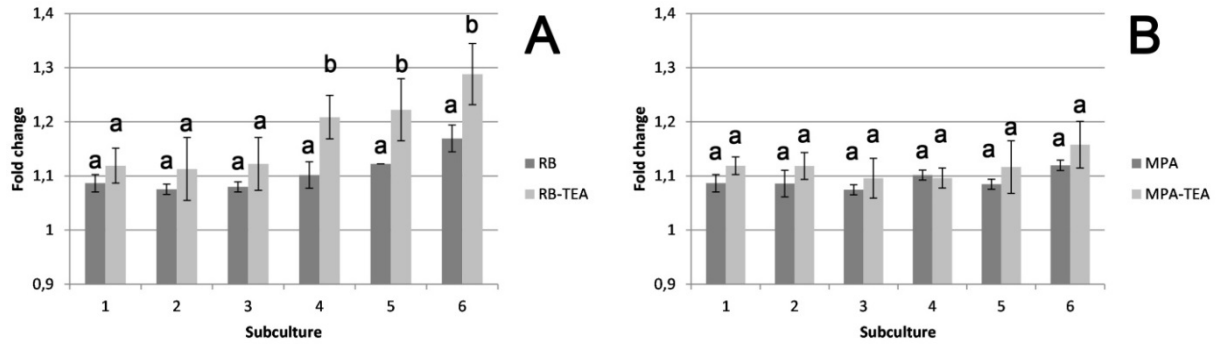 A
1,4
1,3
1,2
1,1
1
0,9
Fold change
a a a a a a a b a b a b
1 2 3 4 5 6
Subculture
RB
RB-TEA
B
1,4
1,3
1,2
1,1
1
0,9
Fold change
a a a a a a a a a a a a
1 2 3 4 5 6
Subculture
MPA
MPA-TEA